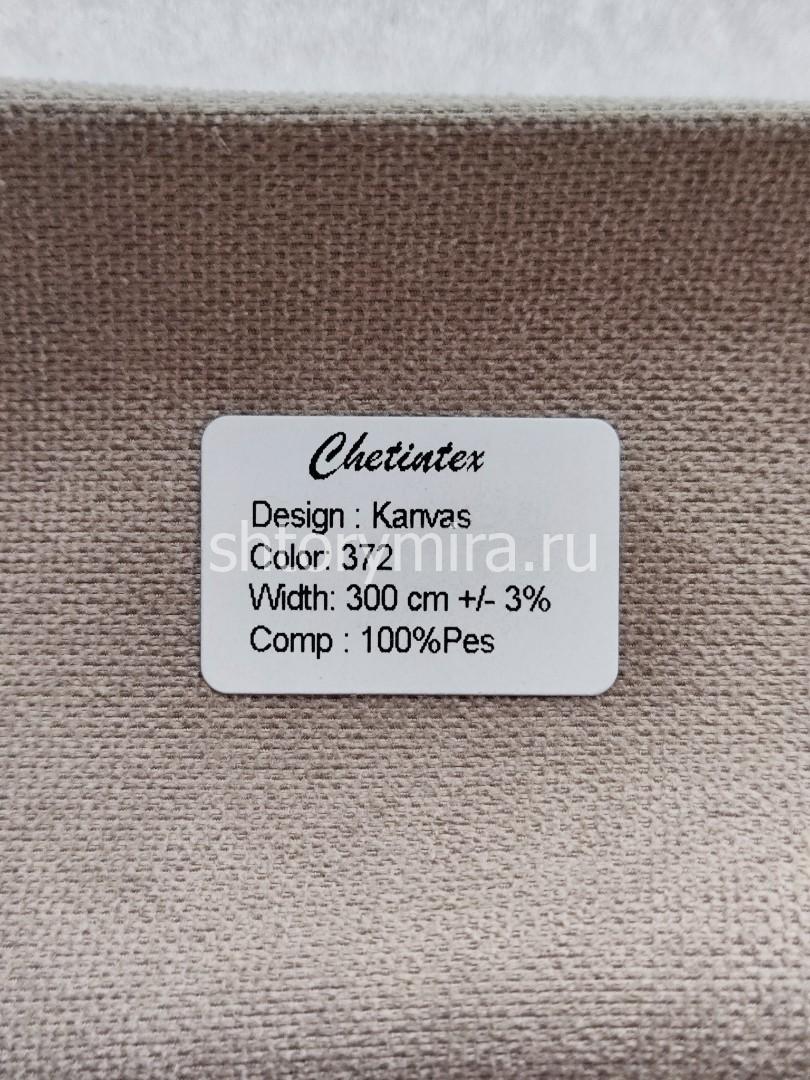 Chetintex
Design : Kanvas
shtorymira.ru
Color: 372
Width: 300 cm +/- 3%
Comp : 100%Pes